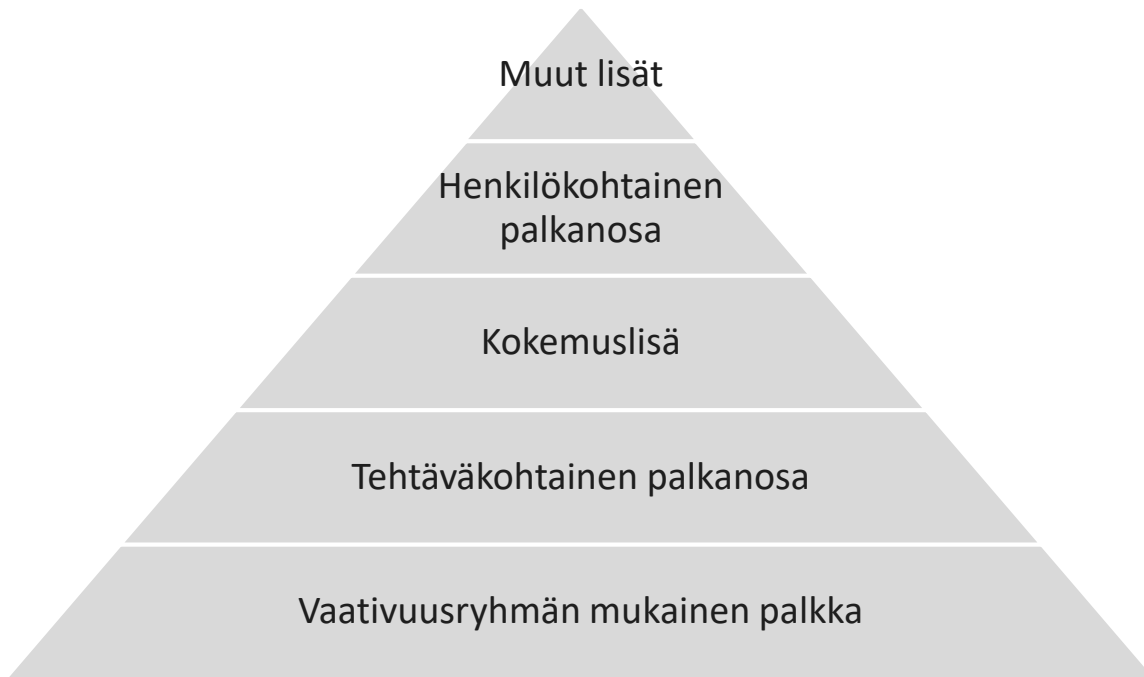 Muut lisät
Henkilökohtainen
palkanosa
Kokemuslisä
Tehtäväkohtainen palkanosa
Vaativuusryhmän mukainen palkka